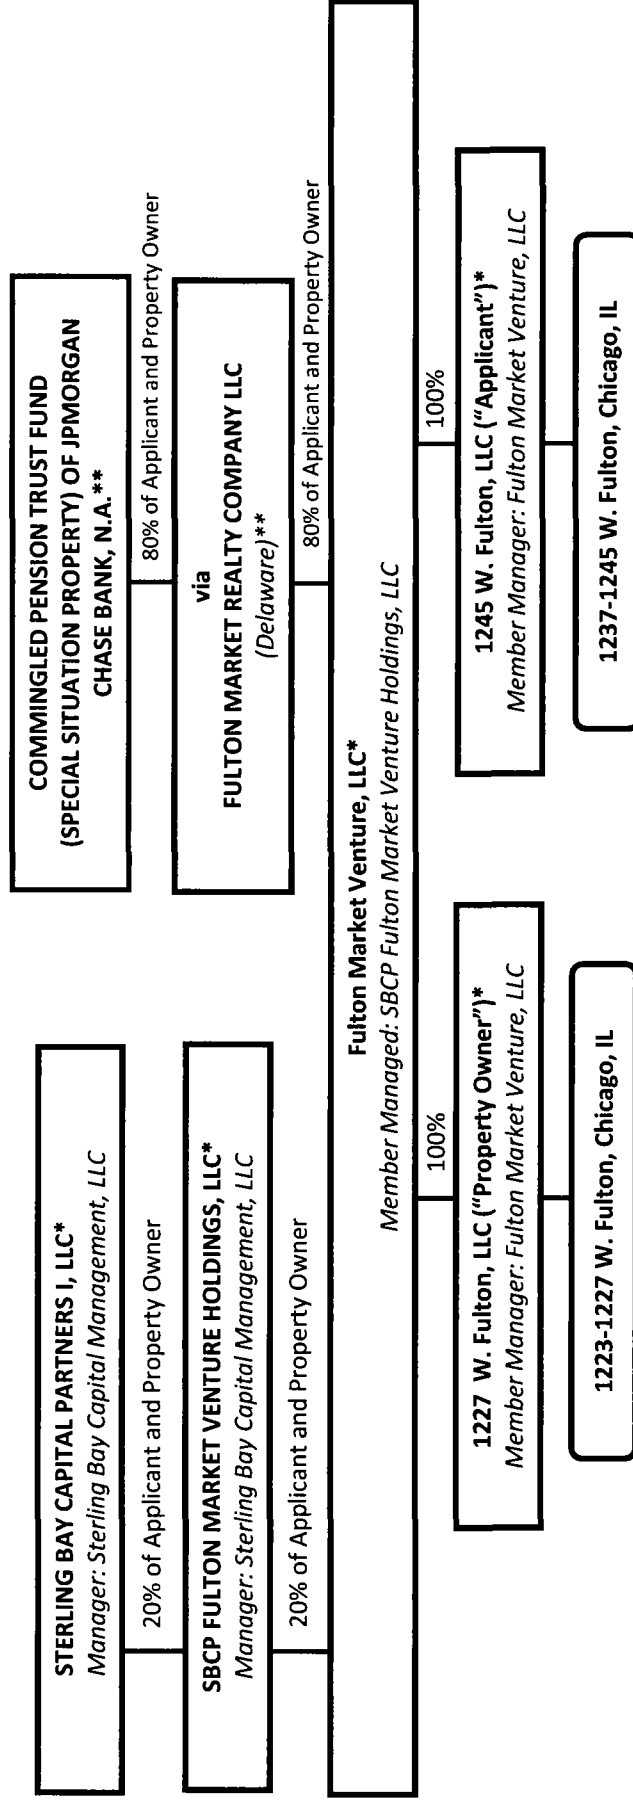 STERLING BAY CAPITAL PARTNERS I, LLC*
Manager: Sterling Bay Capital Management, LLC
20% of Applicant and Property Owner
SBCP FULTON MARKET VENTURE HOLDINGS, LLC*
Manager: Sterling Bay Capital Management, LLC
20% of Applicant and Property Owner
COMMINGLED PENSION TRUST FUND
(SPECIAL SITUATION PROPERTY) OF JPMORGAN
CHASE BANK, N.A.**
80% of Applicant and Property Owner
via
FULTON MARKET REALTY COMPANY LLC
(Delaware)**
80% of Applicant and Property Owner
Fulton Market Venture, LLC*
Member Managed: SBCP Fulton Market Venture Holdings, LLC
100%
1227 W. Fulton, LLC ("Property Owner")*
Member Manager: Fulton Market Venture, LLC
1223-1227 W. Fulton, Chicago, IL
100%
1245 W. Fulton, LLC ("Applicant")*
Member Manager: Fulton Market Venture, LLC
1237-1245 W. Fulton, Chicago, IL